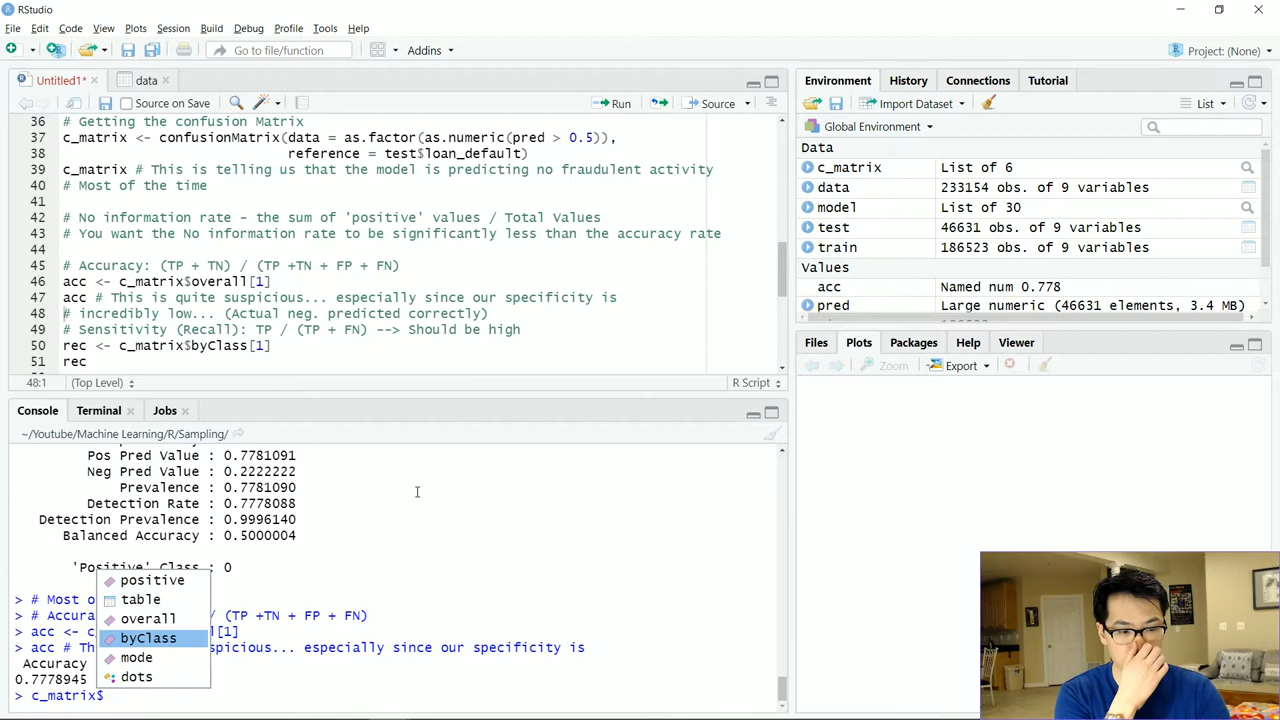 RStudio
File Edit Code View Plots Session Build Debug Profile Tools Help
Go to file/function Addins Project: (None)
Untitled1* data
Source on Save Run Source
36 # Getting the confusion Matrix
37 c_matrix <- confusionMatrix(data = as.factor(as.numeric(pred > 0.5)),
38 reference = test$loan_default)
39 c_matrix # This is telling us that the model is predicting no fraudulent activity
40 # Most of the time
41
42 # No information rate - the sum of 'positive' values / Total Values
43 # You want the No information rate to be significantly less than the accuracy rate
44
45 # Accuracy: (TP + TN) / (TP +TN + FP + FN)
46 acc <- c_matrix$overall[1]
47 acc # This is quite suspicious... especially since our specificity is
48 # incredibly low... (Actual neg. predicted correctly)
49 # Sensitivity (Recall): TP / (TP + FN) --> Should be high
50 rec <- c_matrix$byClass[1]
51 rec
48:1 (Top Level) R Script
Console Terminal Jobs
~/Youtube/Machine Learning/R/Sampling/
Pos Pred Value : 0.7781091
Neg Pred Value : 0.2222222
Prevalence : 0.7781090
Detection Rate : 0.7778088
Detection Prevalence : 0.9996140
Balanced Accuracy : 0.5000004
'Positive' Class : 0
> # Most o
> # Accura / (TP +TN + FP + FN)
> acc <- c l[1]
> acc # Th spicious... especially since our specificity is
Accuracy
0.7778945
> c_matrix$
positive
table
overall
byClass
mode
dots
Environment History Connections Tutorial
Import Dataset List
Global Environment
Data
c_matrix List of 6
data 233154 obs. of 9 variables
model List of 30
test 46631 obs. of 9 variables
train 186523 obs. of 9 variables
Values
acc Named num 0.778
pred Large numeric (46631 elements, 3.4 MB)
Files Plots Packages Help Viewer
Zoom Export